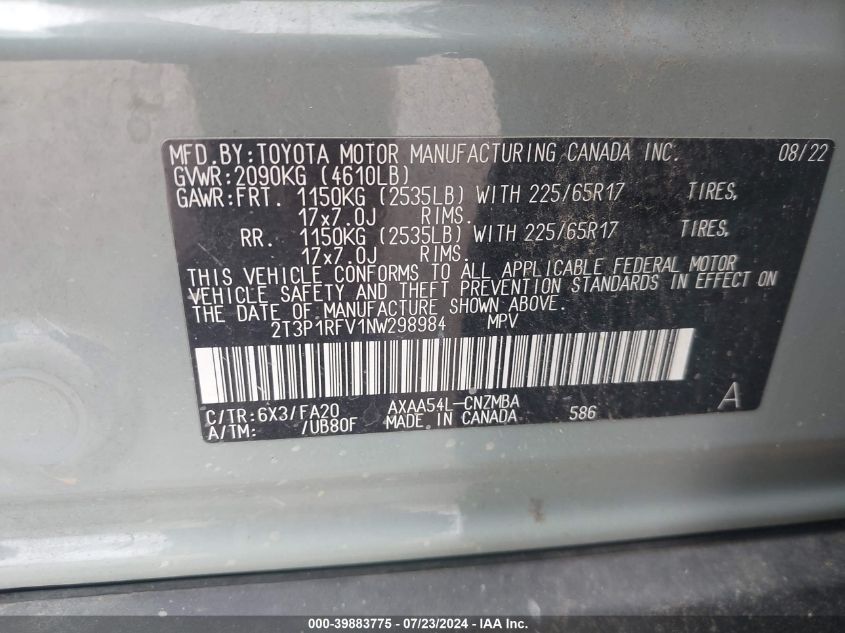 MFD.BY:TOYOTA MOTOR MANUFACTURING CANADA INC. 08/22
GVWR:2090KG (4610LB)
GAWR:FRT. 1150KG (2535LB) WITH 225/65R17 TIRES,
17x7.0J RIMS.
RR. 1150KG (2535LB) WITH 225/65R17 TIRES,
17x7.0J RIMS.
THIS VEHICLE CONFORMS TO ALL APPLICABLE FEDERAL MOTOR
VEHICLE SAFETY AND THEFT PREVENTION STANDARDS IN EFFECT ON
THE DATE OF MANUFACTURE SHOWN ABOVE.
2T3P1RFV1NW298984 MPV
C/TR:6X3/FA20 AXAA54L-CNZMBA 586 A
A/TM: /UB80F MADE IN CANADA
000-39883775 / 07/23/2024 - IAA Inc.